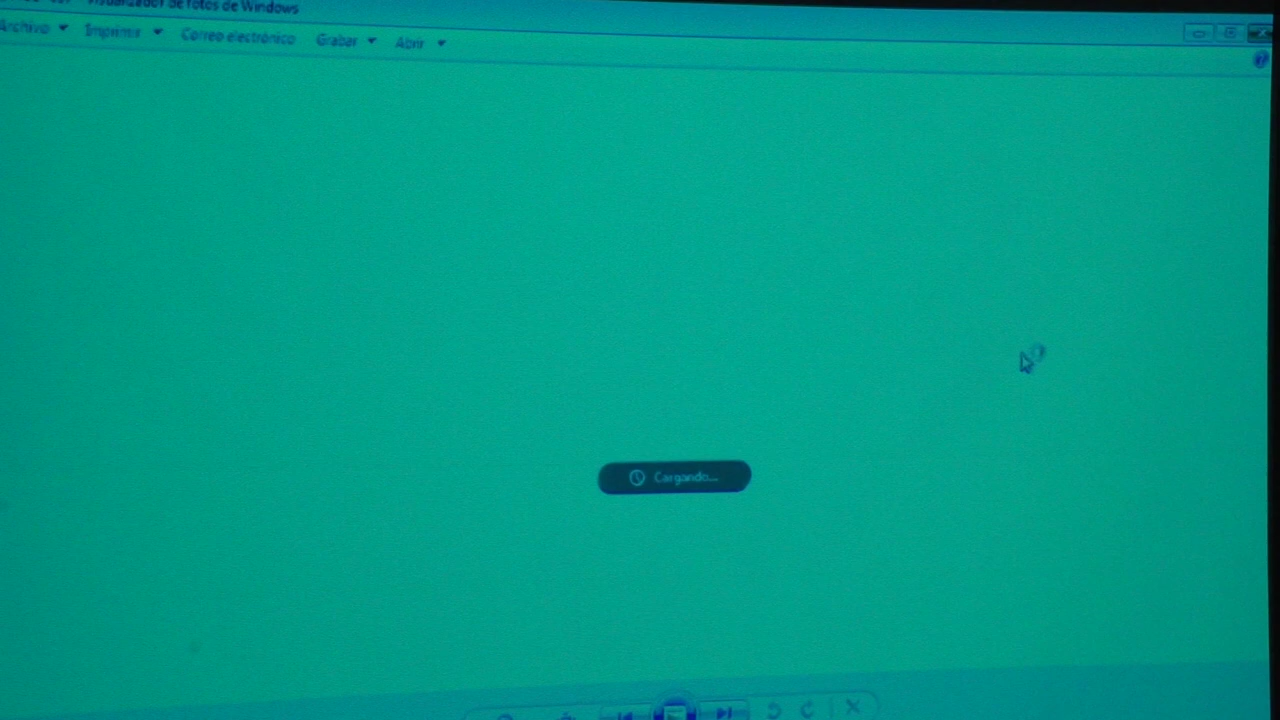 Visualizador de fotos de Windows
Archivo Imprimir Correo electrónico Grabar Abrir
Cargando...